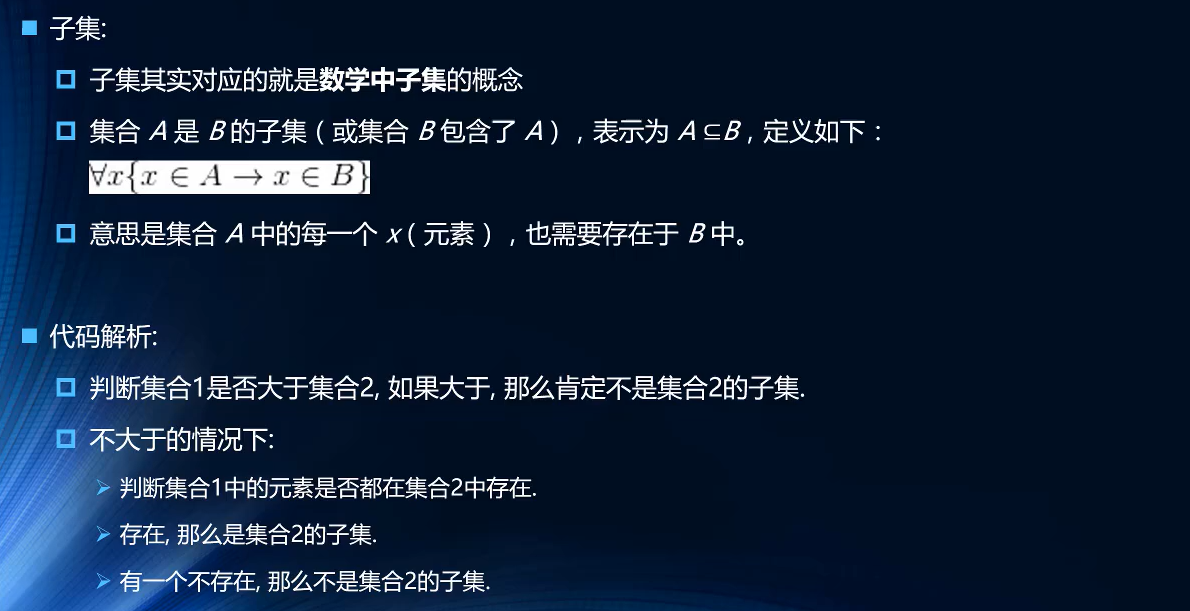 子集:
子集其实对应的就是数学中子集的概念
集合 A 是 B 的子集（或集合 B 包含了 A），表示为 A ⊆B，定义如下：
∀x{x ∈ A → x ∈ B}
意思是集合 A 中的每一个 x（元素），也需要存在于 B 中。
代码解析:
判断集合1是否大于集合2, 如果大于, 那么肯定不是集合2的子集.
不大于的情况下:
判断集合1中的元素是否都在集合2中存在.
存在, 那么是集合2的子集.
有一个不存在, 那么不是集合2的子集.